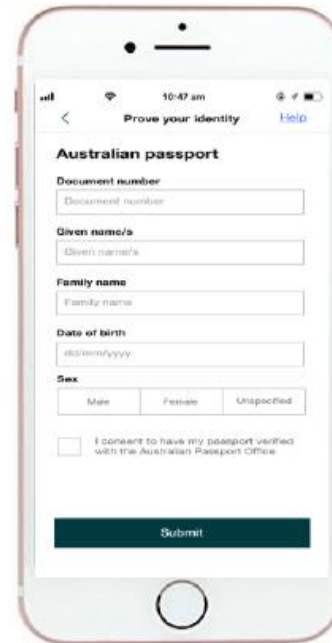 10:47 am
Prove your identity Help
Australian passport
Document number
Document number
Given name/s
Given name/s
Family name
Family name
Date of birth
dd/mm/yyyy
Sex
Male Female Unspecified
I consent to have my passport verified
with the Australian Passport Office
Submit